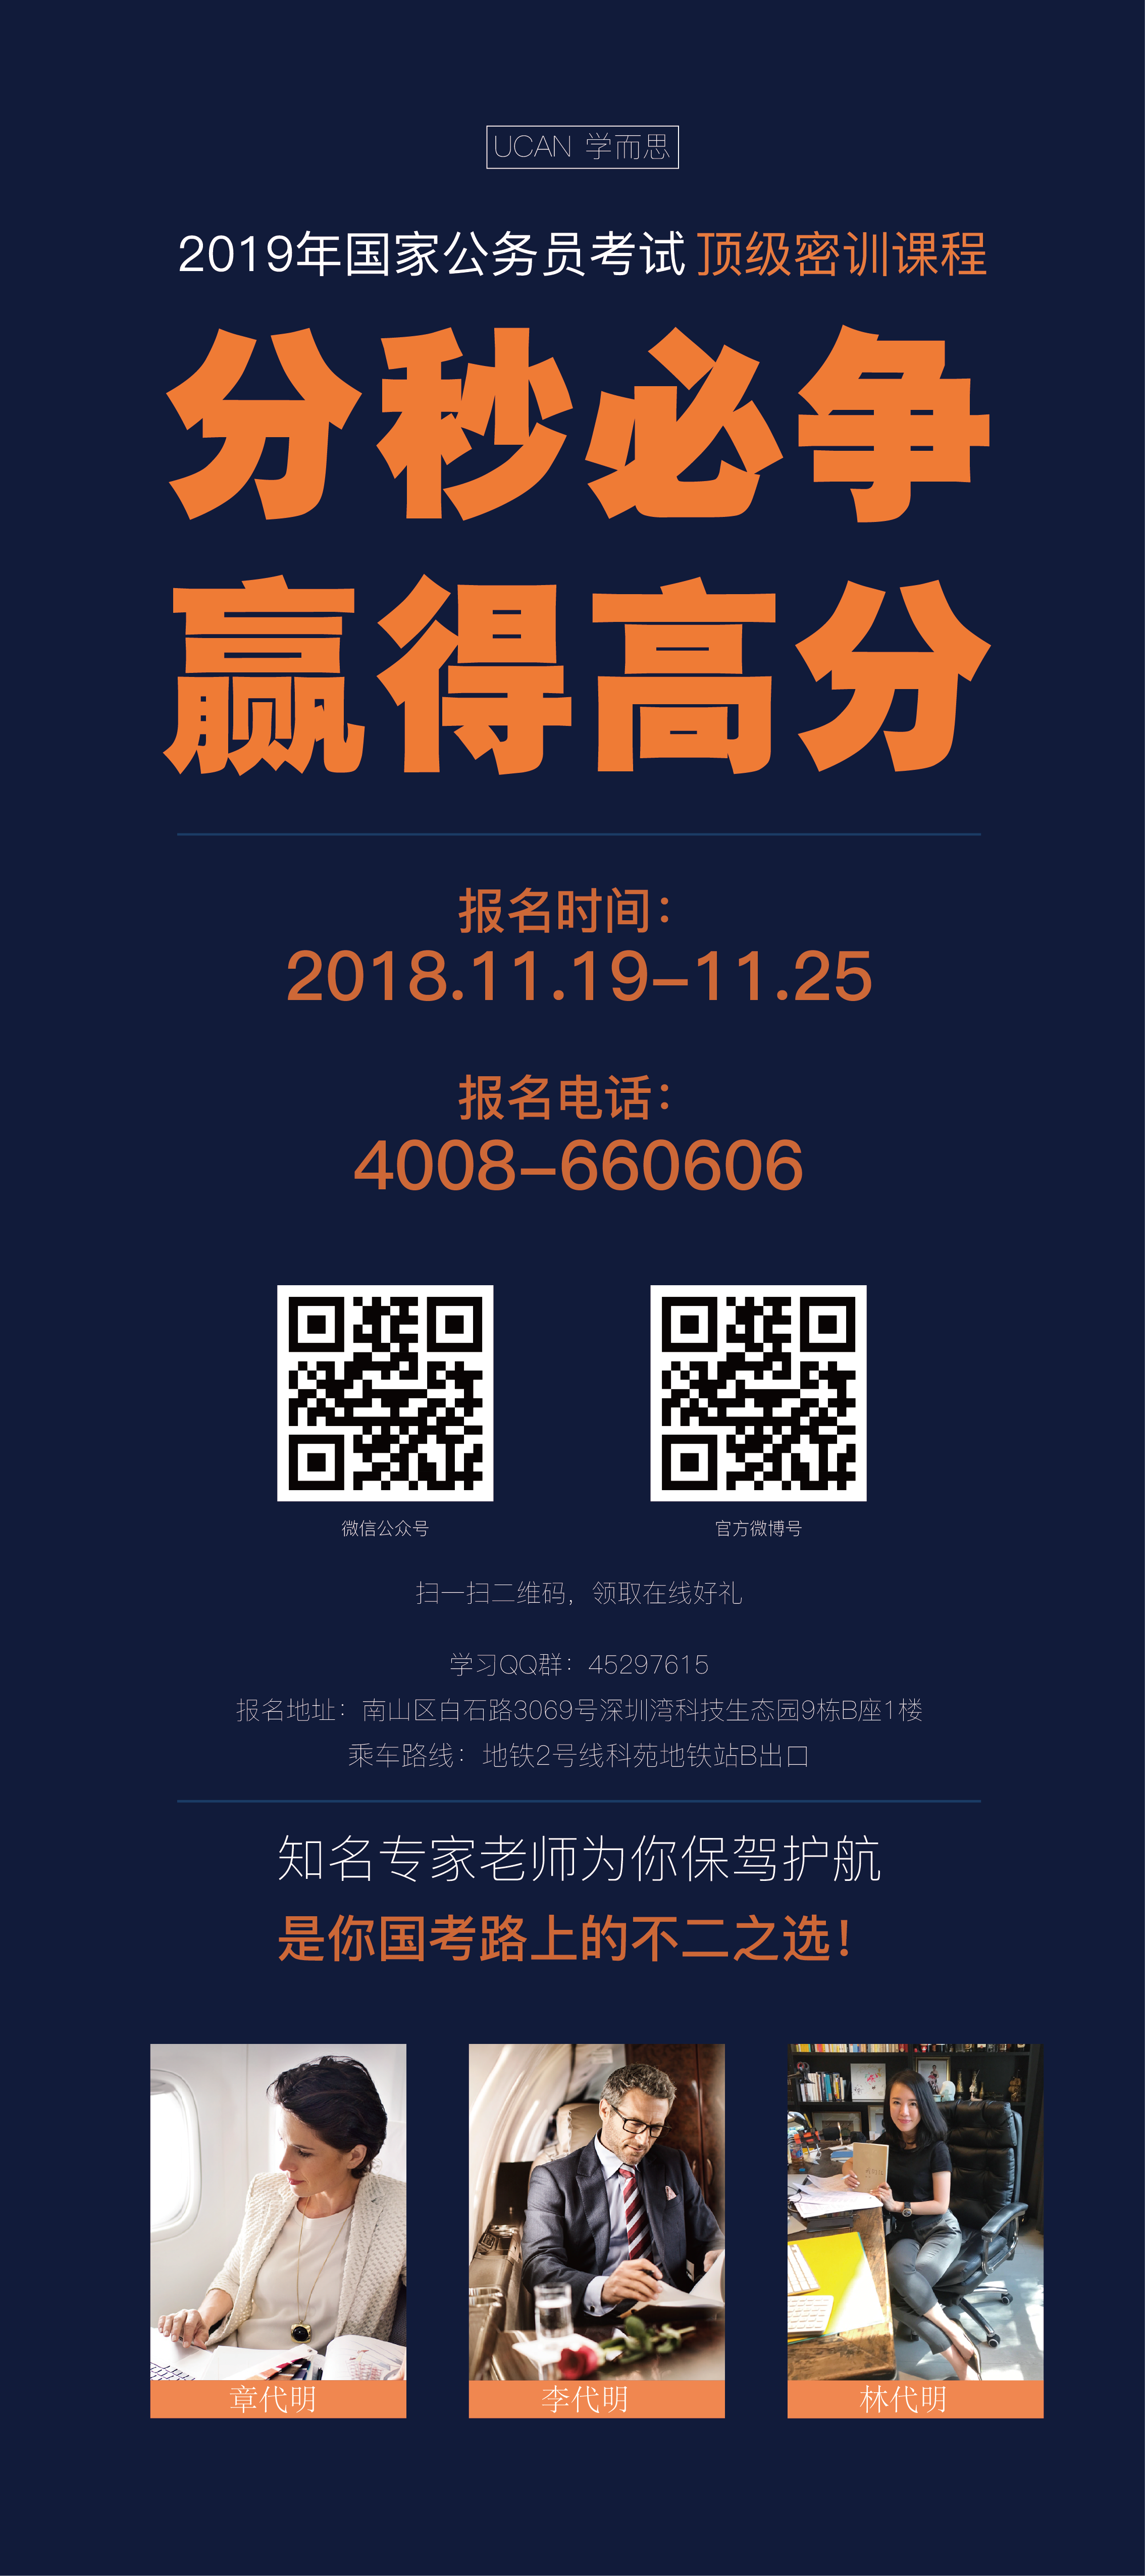 UCAN 学而思
2019年国家公务员考试 顶级密训课程
分秒必争
赢得高分
报名时间：
2018.11.19-11.25
报名电话：
4008-660606
微信公众号 官方微博号
扫一扫二维码，领取在线好礼
学习QQ群：45297615
报名地址：南山区白石路3069号深圳湾科技生态园9栋B座1楼
乘车路线：地铁2号线科苑地铁站B出口
知名专家老师为你保驾护航
是你国考路上的不二之选！
章代明 李代明 林代明